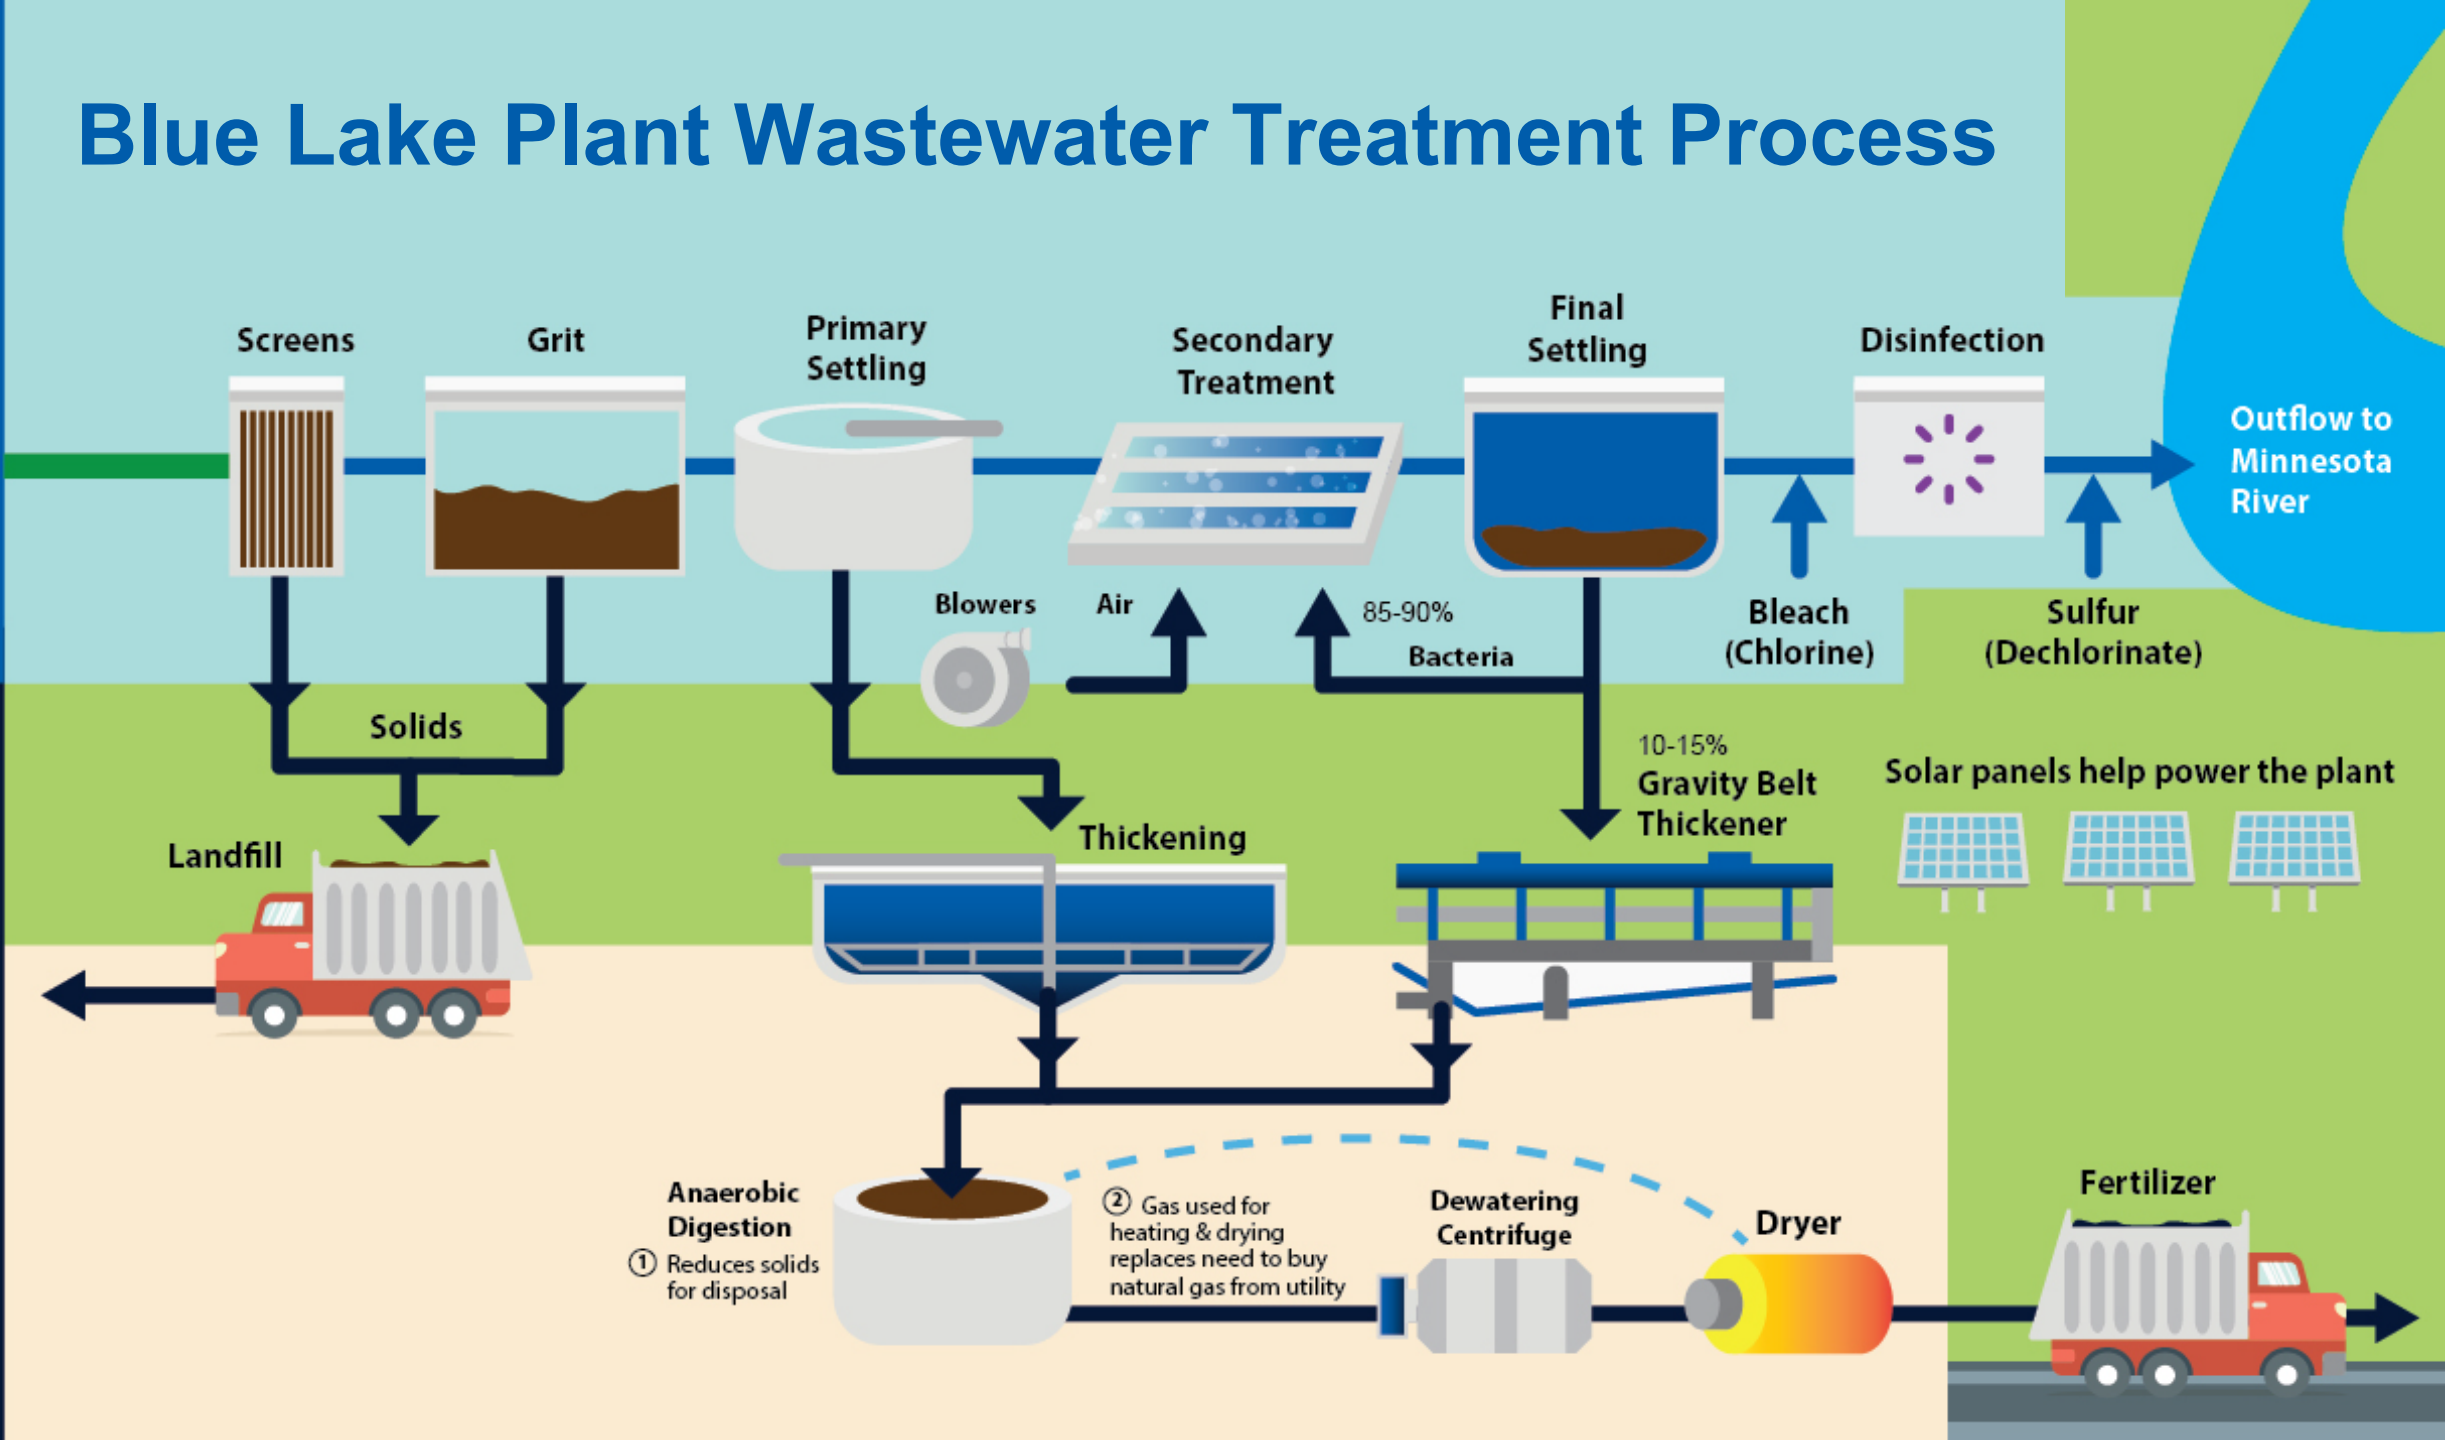 Blue Lake Plant Wastewater Treatment Process
Screens
Grit
Primary
Settling
Secondary
Treatment
Final
Settling
Disinfection
Outflow to
Minnesota
River
Blowers
Air
85-90%
Bacteria
Bleach
(Chlorine)
Sulfur
(Dechlorinate)
Solids
10-15%
Gravity Belt
Thickener
Solar panels help power the plant
Landfill
Thickening
Anaerobic
Digestion
1 Reduces solids
for disposal
2 Gas used for
heating & drying
replaces need to buy
natural gas from utility
Dewatering
Centrifuge
Dryer
Fertilizer